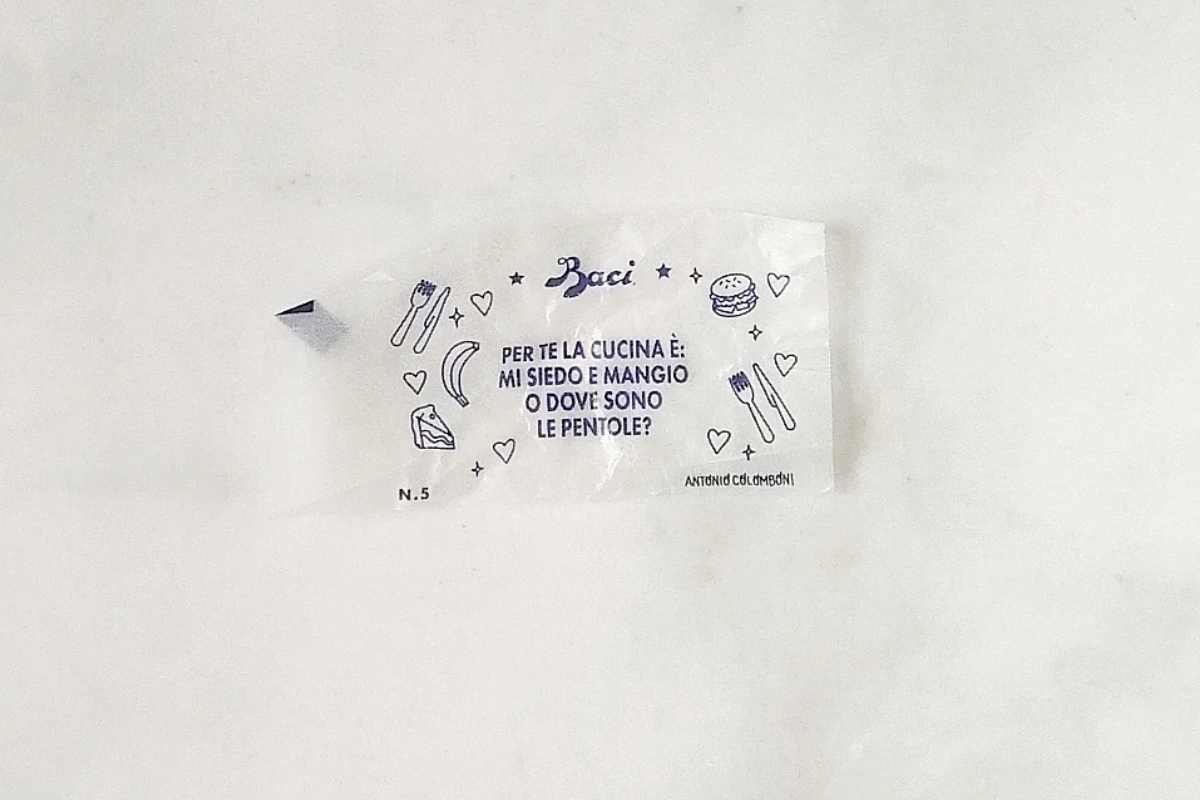 Baci
PER TE LA CUCINA È:
MI SIEDO E MANGIO
O DOVE SONO
LE PENTOLE?
N.5
ANTONIO COLOMBONI